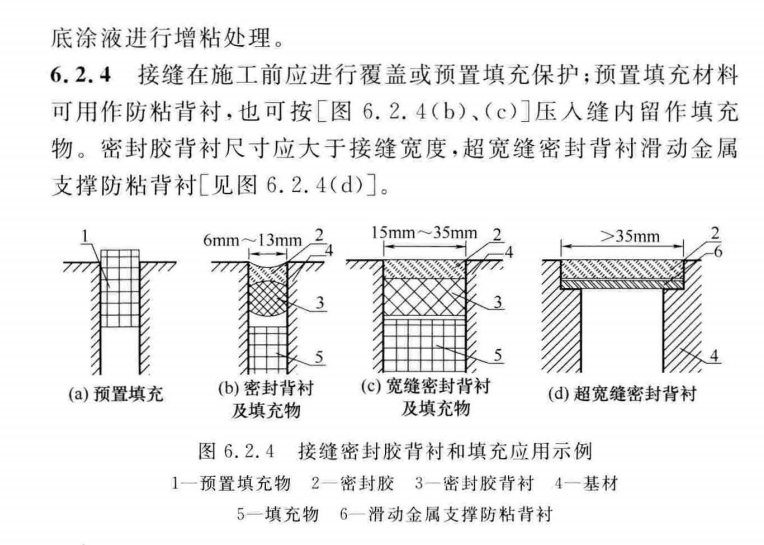 底涂液进行增粘处理。
6.2.4 接缝在施工前应进行覆盖或预置填充保护;预置填充材料
可用作防粘背衬,也可按[图 6.2.4(b)、(c)]压入缝内留作填充
物。密封胶背衬尺寸应大于接缝宽度,超宽缝密封背衬滑动金属
支撑防粘背衬[见图 6.2.4(d)]。
1
6mm～13mm 2
4
3
5
15mm～35mm 2
4
3
5
>35mm 2
6
4
(a) 预置填充
(b) 密封背衬
及填充物
(c) 宽缝密封背衬
及填充物
(d) 超宽缝密封背衬
图 6.2.4 接缝密封胶背衬和填充应用示例
1—预置填充物 2—密封胶 3—密封胶背衬 4—基材
5—填充物 6—滑动金属支撑防粘背衬